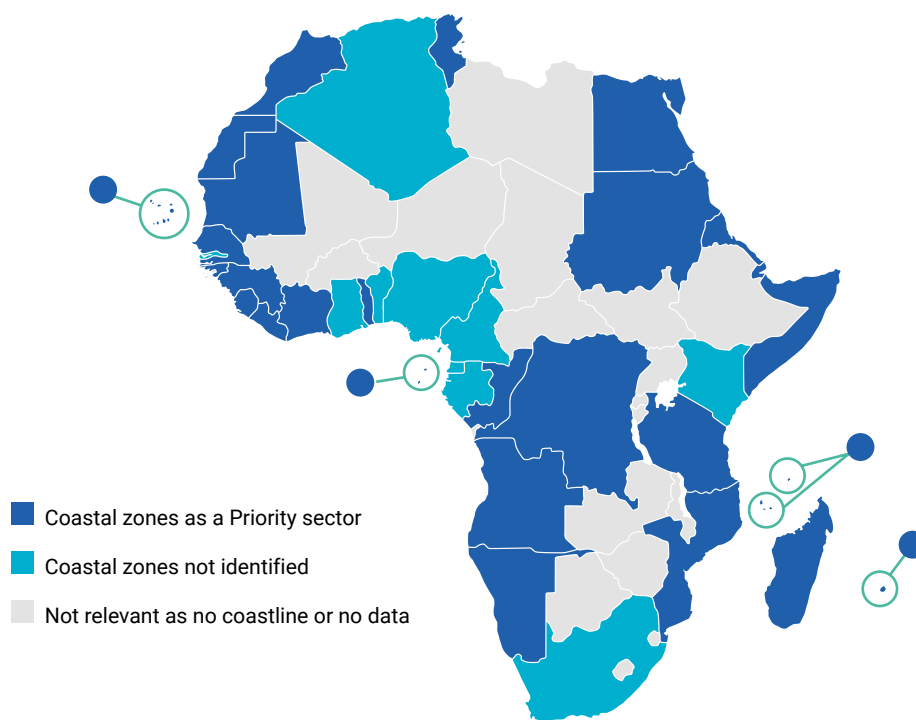 Coastal zones as a Priority sector
Coastal zones not identified
Not relevant as no coastline or no data